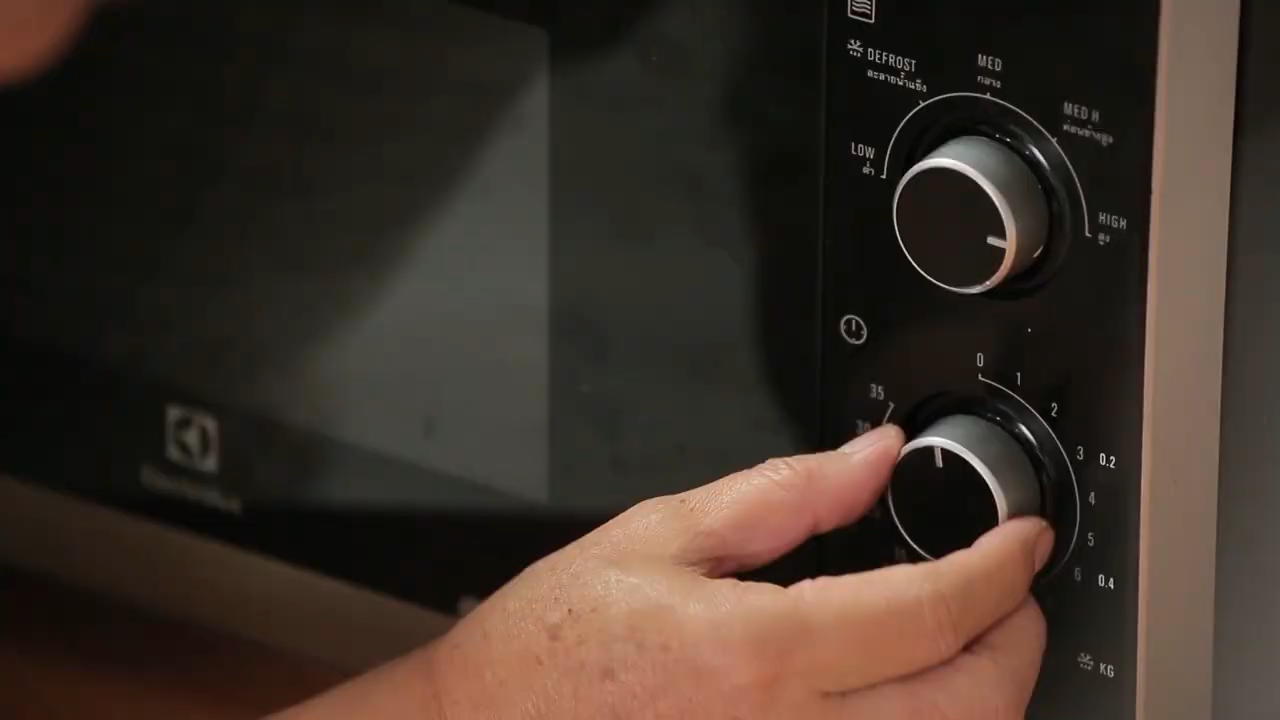 DEFROST
ละลายน้ำแข็ง
MED
กลาง
MED H
ค่อนข้างสูง
LOW
ต่ำ
HIGH
สูง
0
1
35
2
30
3 0.2
4
5
6 0.4
KG